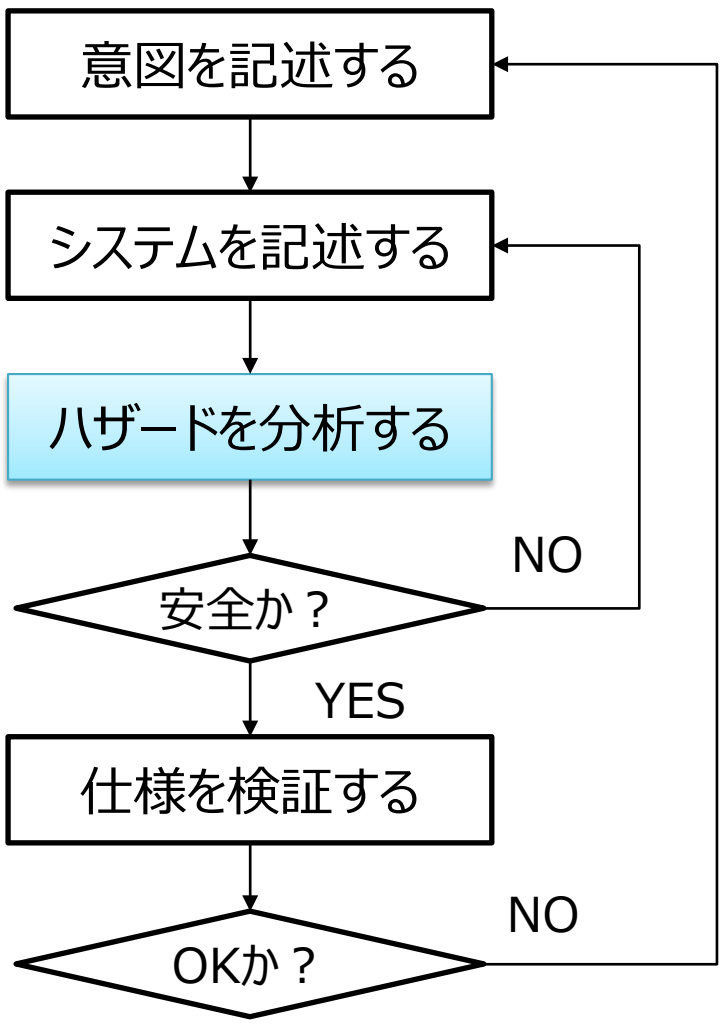 意図を記述する
システムを記述する
ハザードを分析する
NO
安全か？
YES
仕様を検証する
NO
OKか？